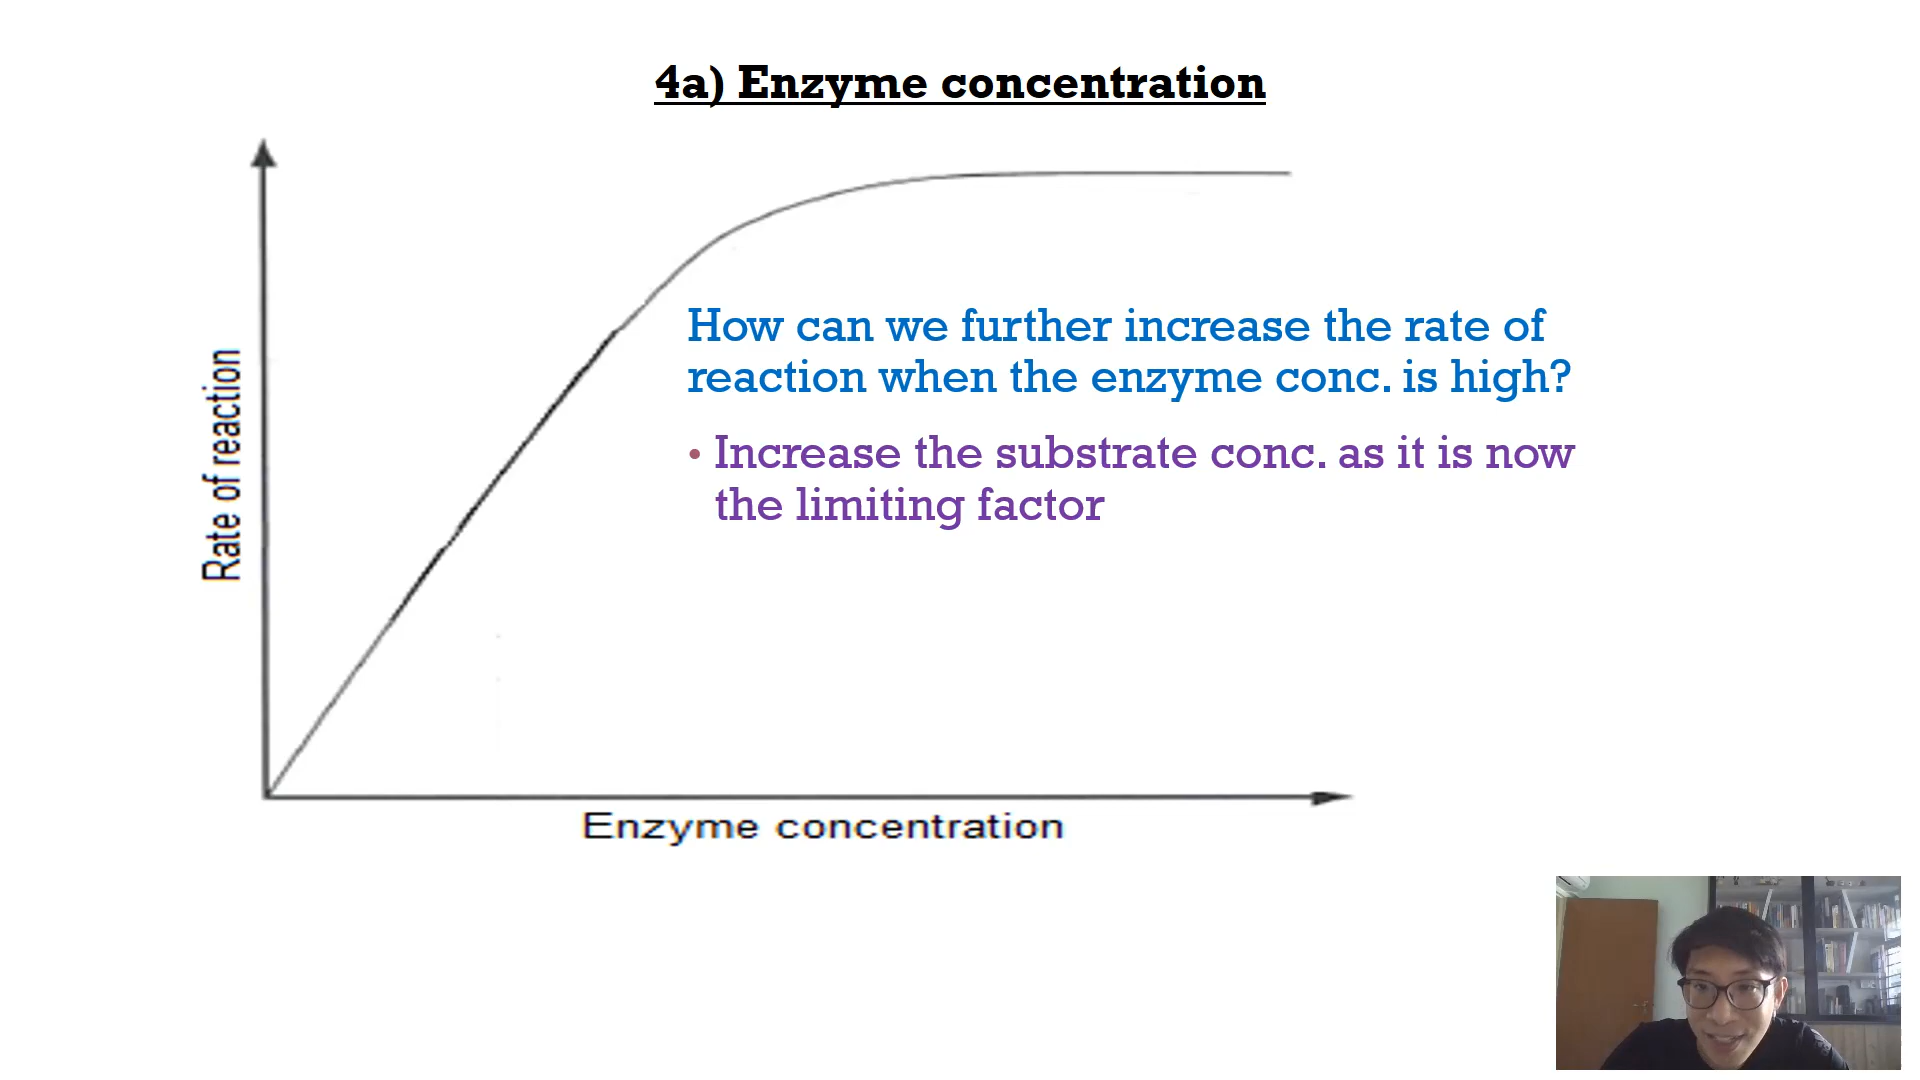 4a) Enzyme concentration
How can we further increase the rate of
reaction when the enzyme conc. is high?
• Increase the substrate conc. as it is now
the limiting factor
Rate of reaction
Enzyme concentration